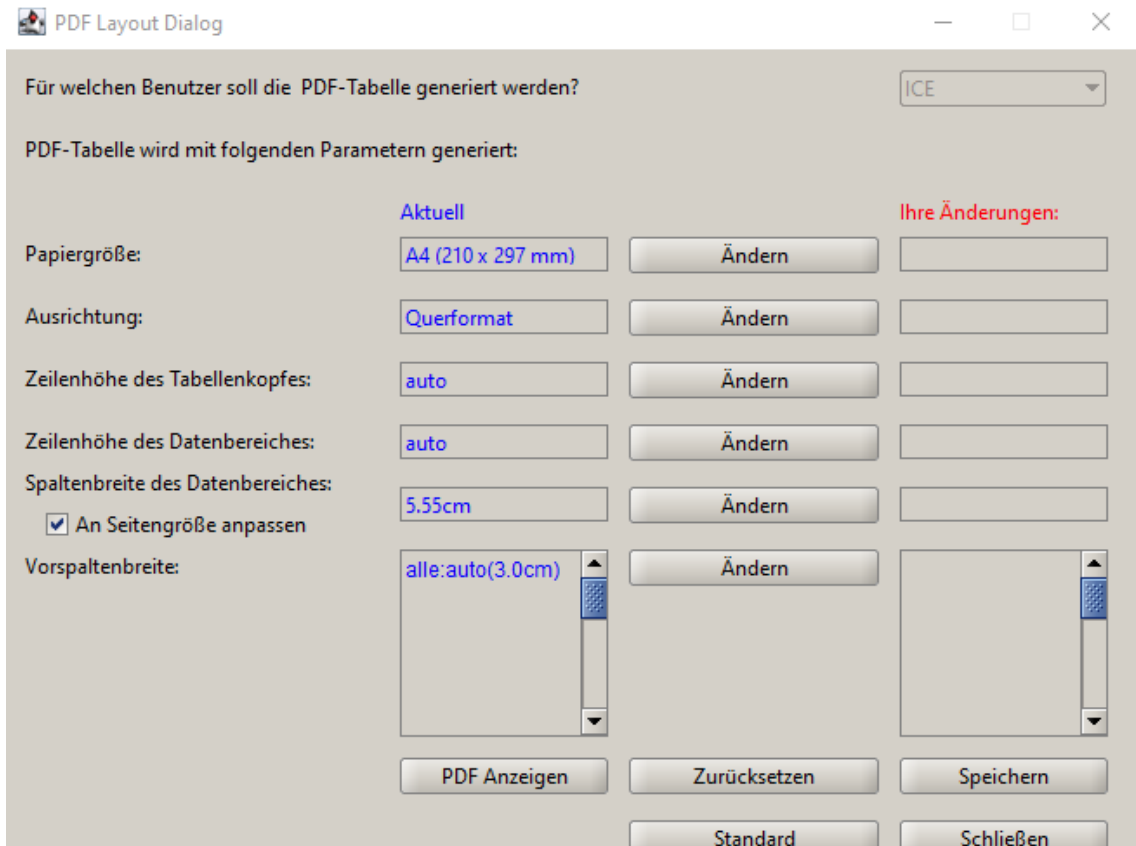 PDF Layout Dialog
Für welchen Benutzer soll die PDF-Tabelle generiert werden? ICE
PDF-Tabelle wird mit folgenden Parametern generiert:
Aktuell Ihre Änderungen:
Papiergröße: A4 (210 x 297 mm) Ändern
Ausrichtung: Querformat Ändern
Zeilenhöhe des Tabellenkopfes: auto Ändern
Zeilenhöhe des Datenbereiches: auto Ändern
Spaltenbreite des Datenbereiches:
5.55cm Ändern
An Seitengröße anpassen
Vorspaltenbreite: alle:auto(3.0cm) Ändern
PDF Anzeigen Zurücksetzen Speichern
Standard Schließen